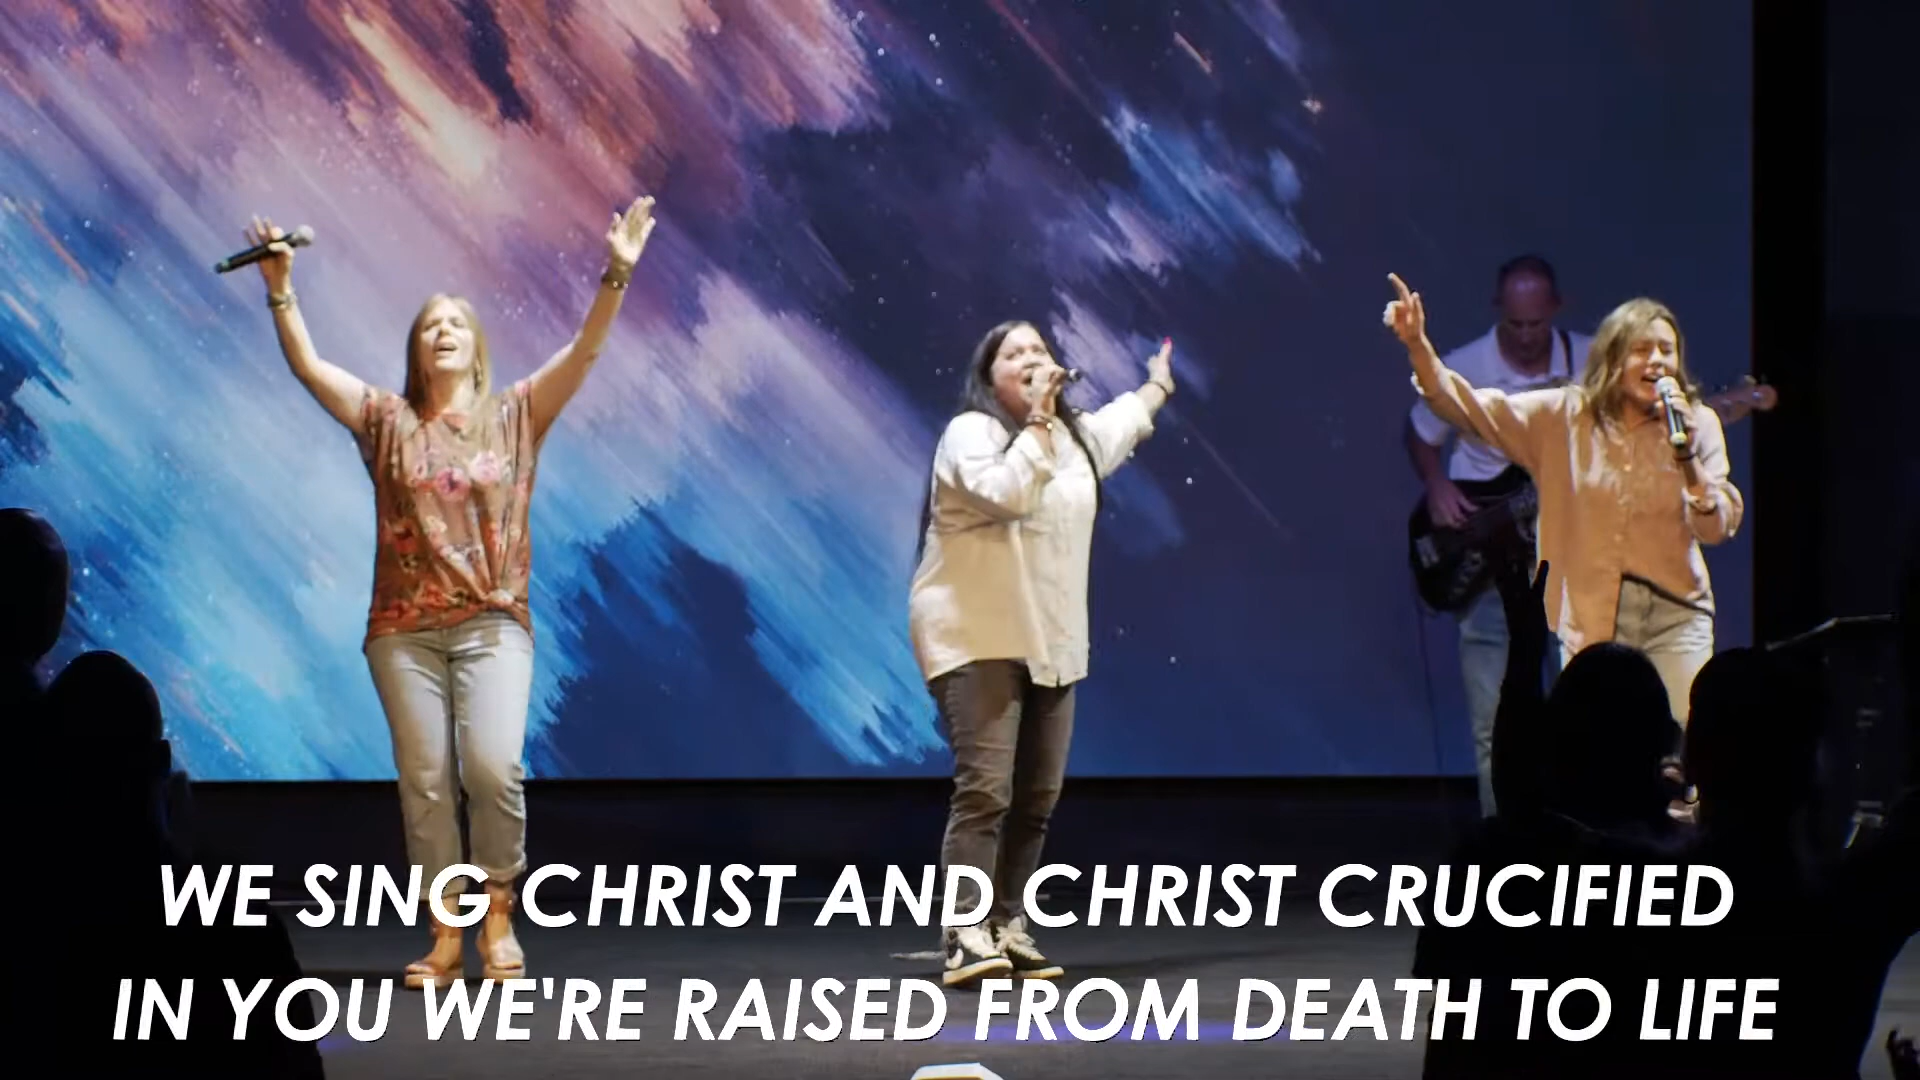 WE SING CHRIST AND CHRIST CRUCIFIED
IN YOU WE'RE RAISED FROM DEATH TO LIFE